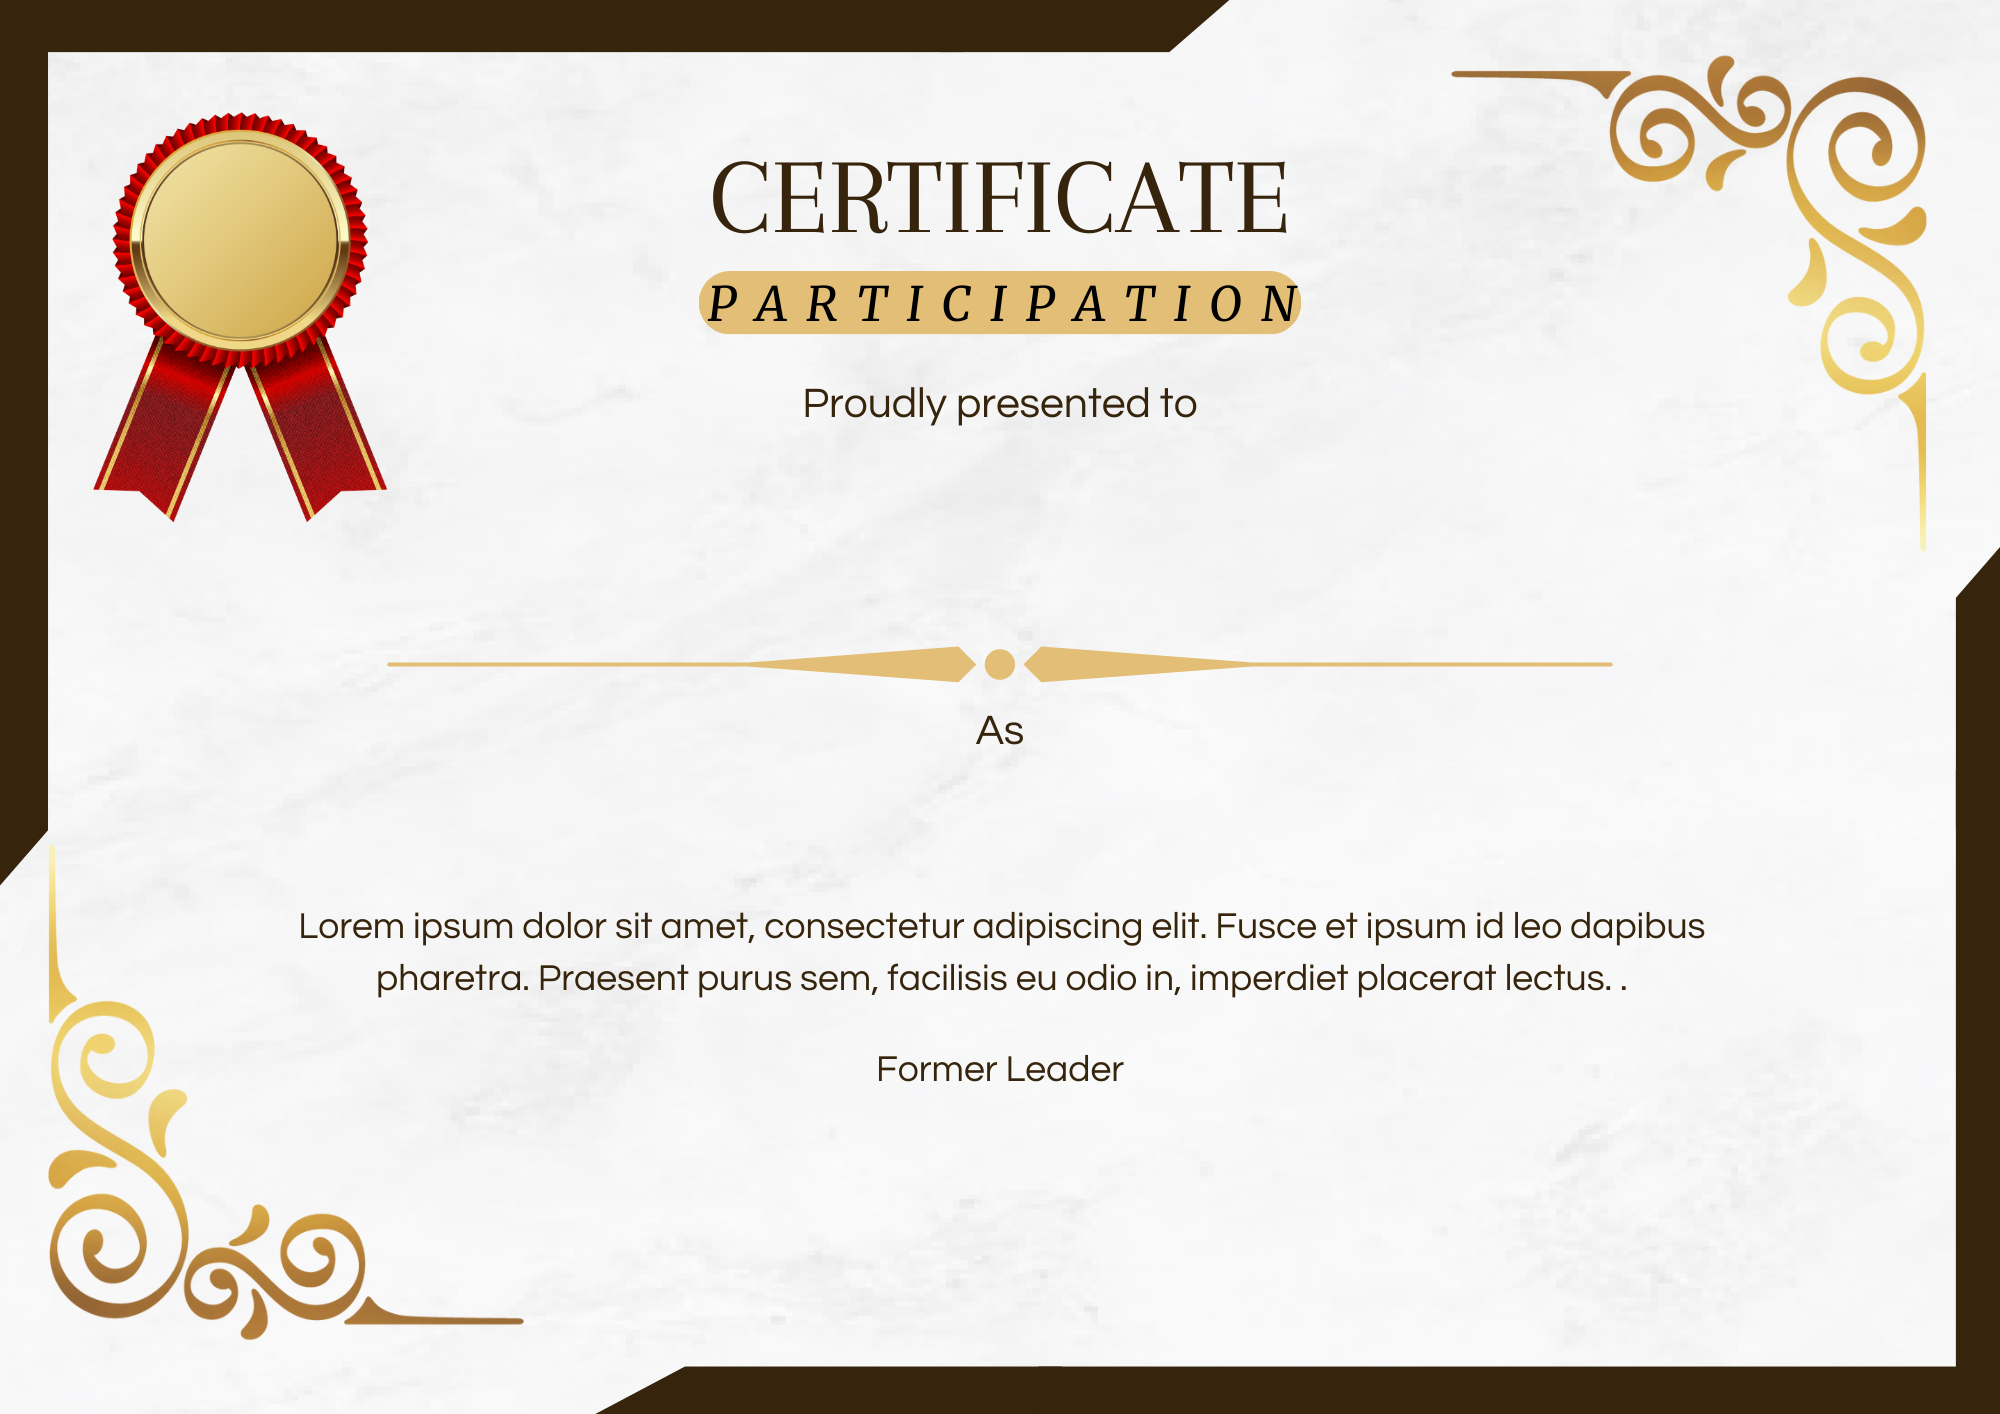 CERTIFICATE
PARTICIPATION
Proudly presented to
As
Lorem ipsum dolor sit amet, consectetur adipiscing elit. Fusce et ipsum id leo dapibus
pharetra. Praesent purus sem, facilisis eu odio in, imperdiet placerat lectus. .
Former Leader